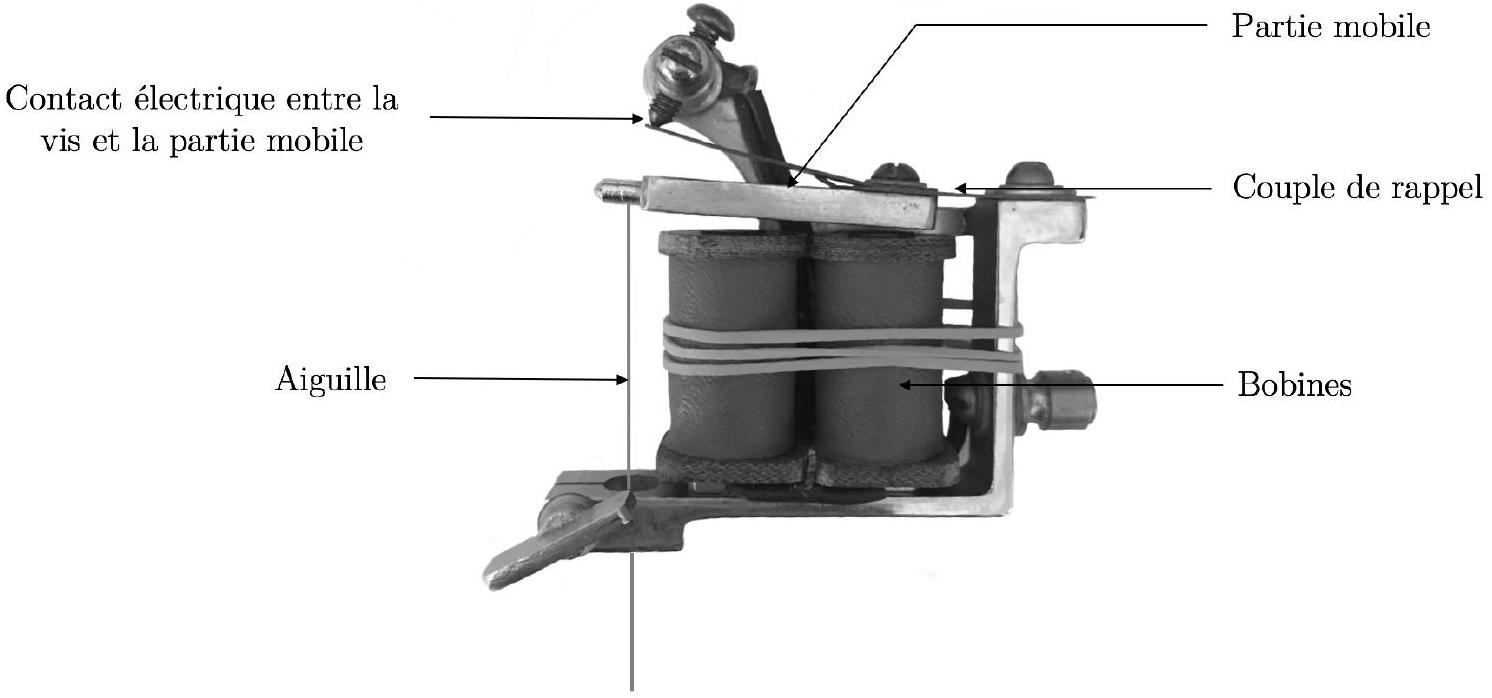 Partie mobile
Contact électrique entre la
vis et la partie mobile
Couple de rappel
Aiguille
Bobines